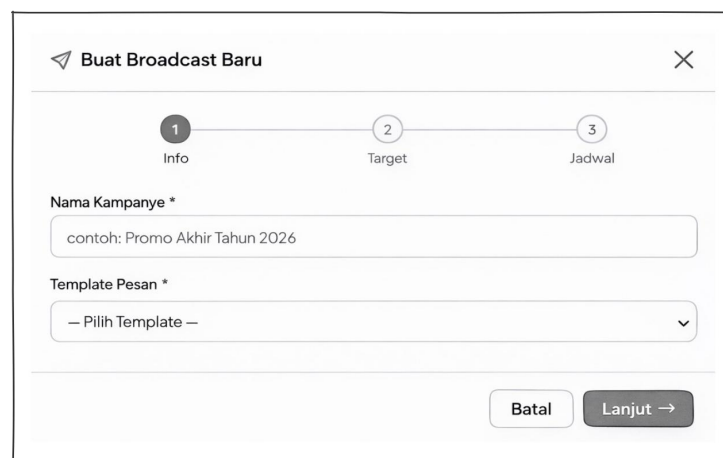 Buat Broadcast Baru
1
2
3
Info
Target
Jadwal
Nama Kampanye *
contoh: Promo Akhir Tahun 2026
Template Pesan *
— Pilih Template —
Batal
Lanjut →